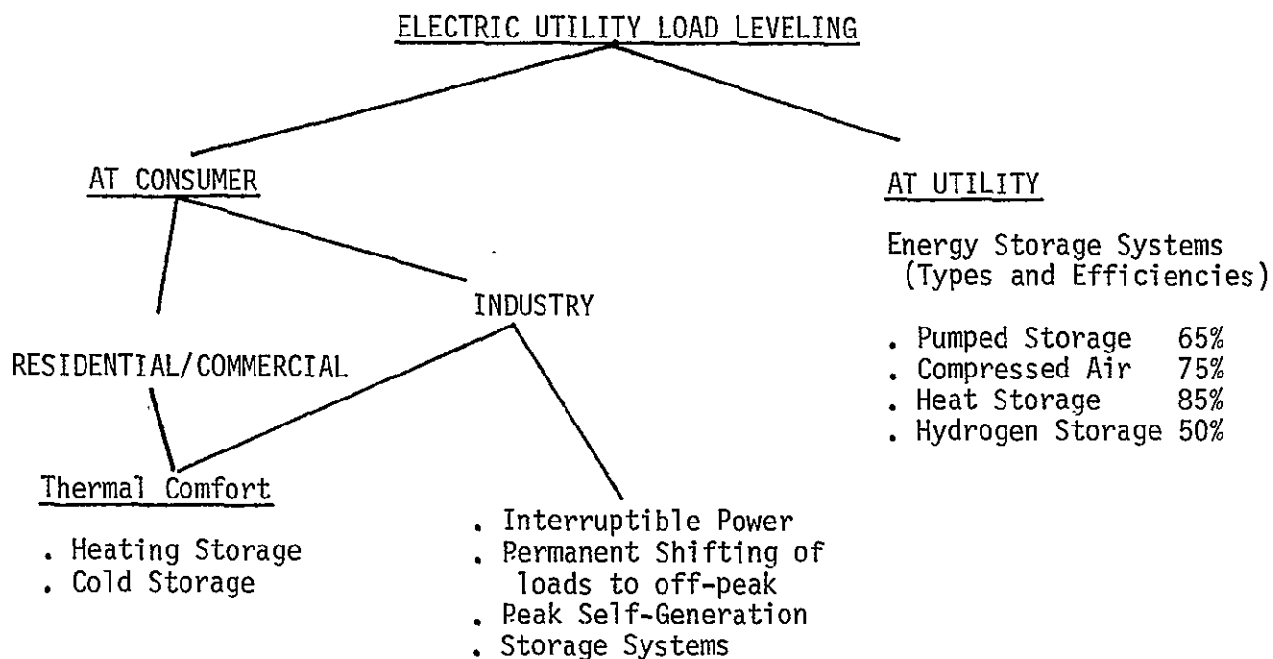 ELECTRIC UTILITY LOAD LEVELING
AT CONSUMER
AT UTILITY
Energy Storage Systems
(Types and Efficiencies)
. Pumped Storage 65%
. Compressed Air 75%
. Heat Storage 85%
. Hydrogen Storage 50%
INDUSTRY
RESIDENTIAL/COMMERCIAL
Thermal Comfort
. Heating Storage
. Cold Storage
. Interruptible Power
. Permanent Shifting of
loads to off-peak
. Peak Self-Generation
. Storage Systems